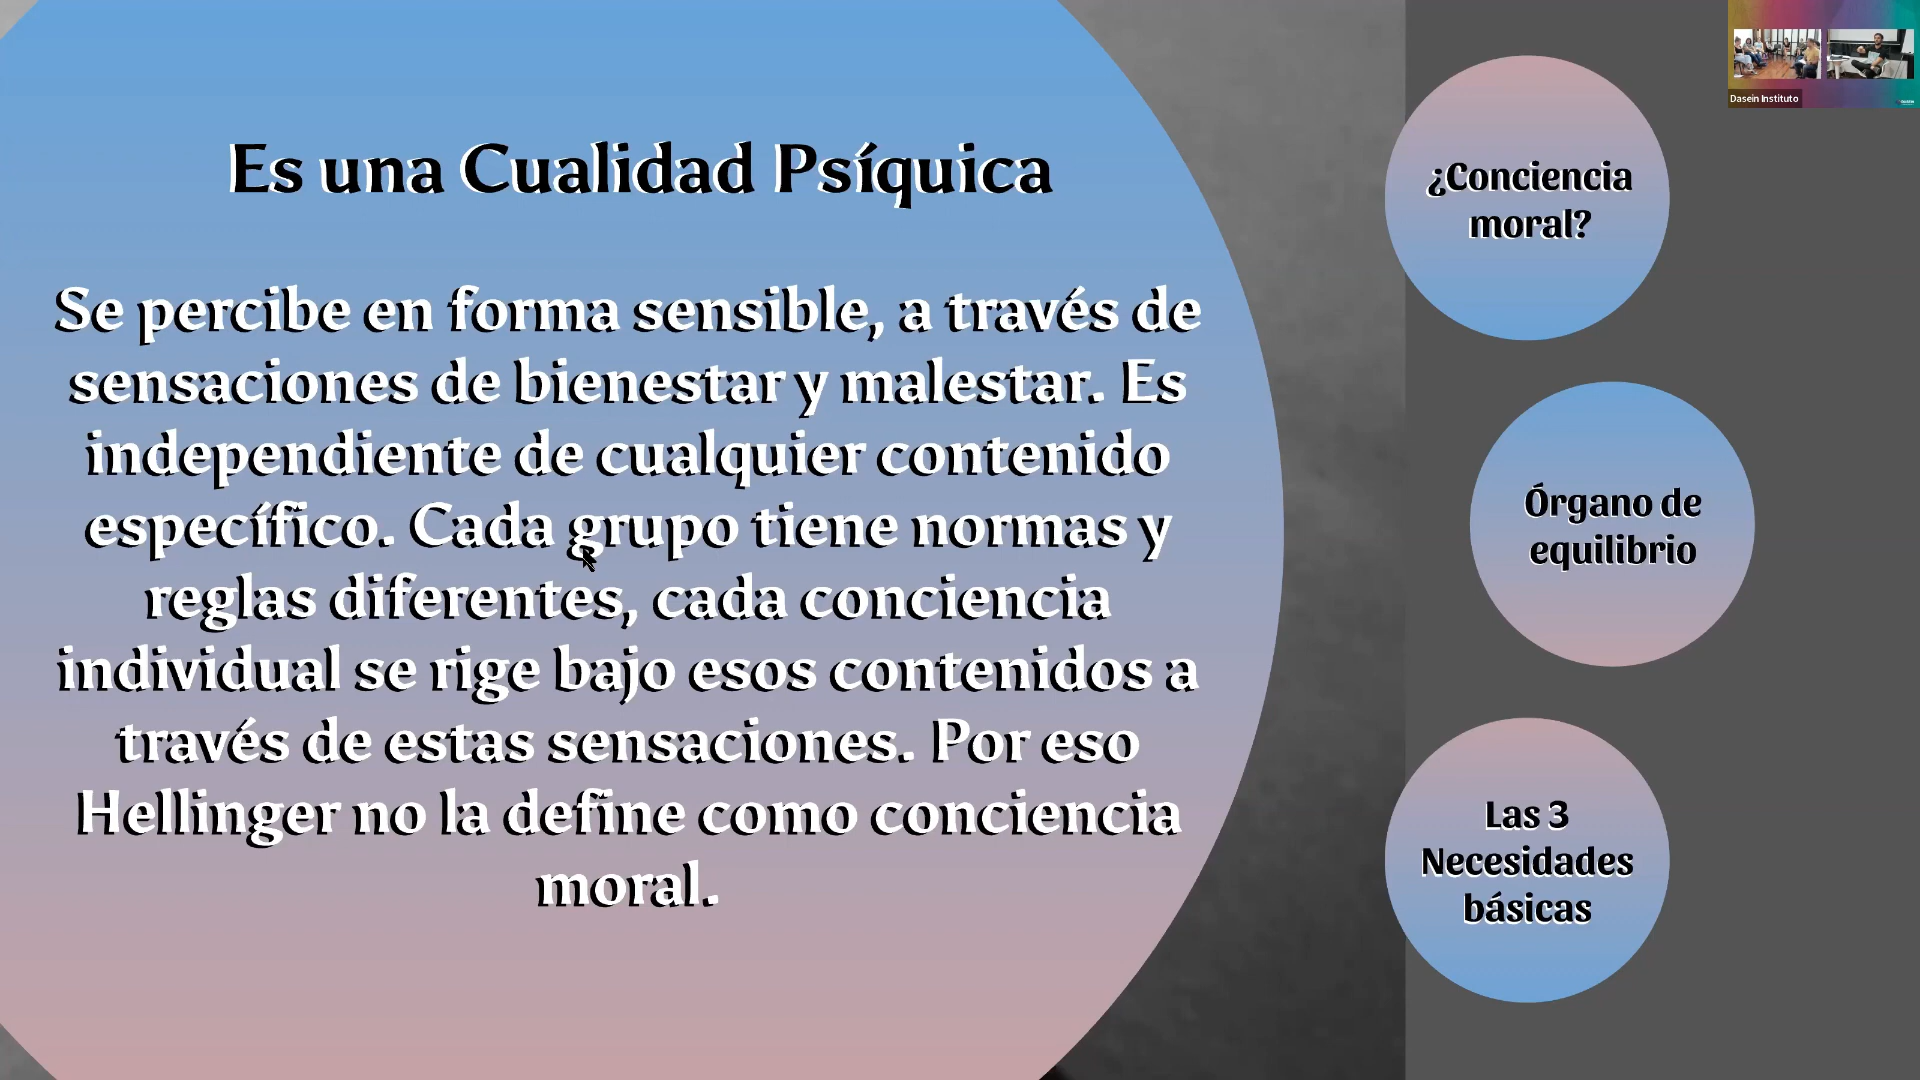 Es una Cualidad Psíquica
Se percibe en forma sensible, a través de
sensaciones de bienestar y malestar. Es
independiente de cualquier contenido
específico. Cada grupo tiene normas y
reglas diferentes, cada conciencia
individual se rige bajo esos contenidos a
través de estas sensaciones. Por eso
Hellinger no la define como conciencia
moral.
¿Conciencia
moral?
Órgano de
equilibrio
Las 3
Necesidades
básicas
Dasein Instituto